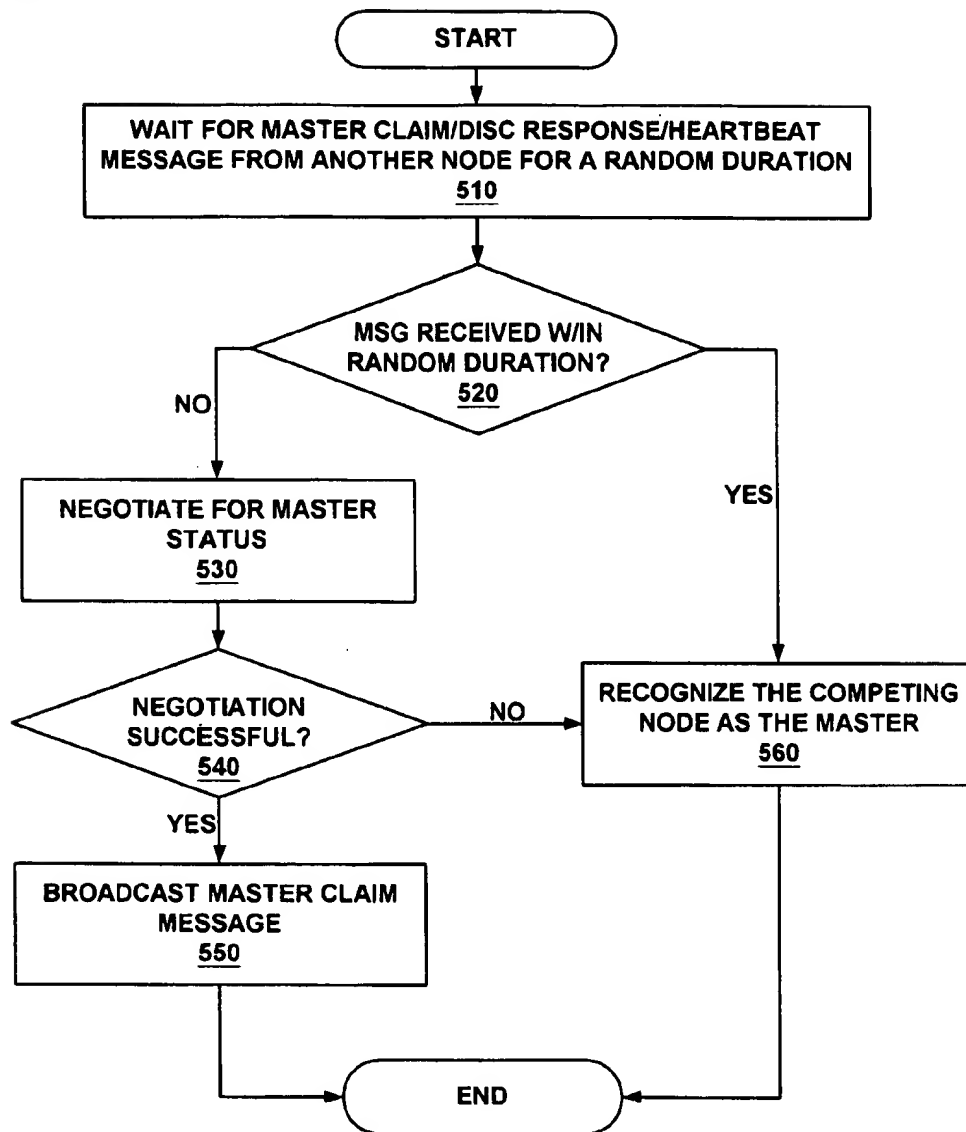 START
WAIT FOR MASTER CLAIM/DISC RESPONSE/HEARTBEAT
MESSAGE FROM ANOTHER NODE FOR A RANDOM DURATION
510
MSG RECEIVED W/IN
RANDOM DURATION?
520
NO
YES
NEGOTIATE FOR MASTER
STATUS
530
NEGOTIATION
SUCCESSFUL?
540
NO
RECOGNIZE THE COMPETING
NODE AS THE MASTER
560
YES
BROADCAST MASTER CLAIM
MESSAGE
550
END